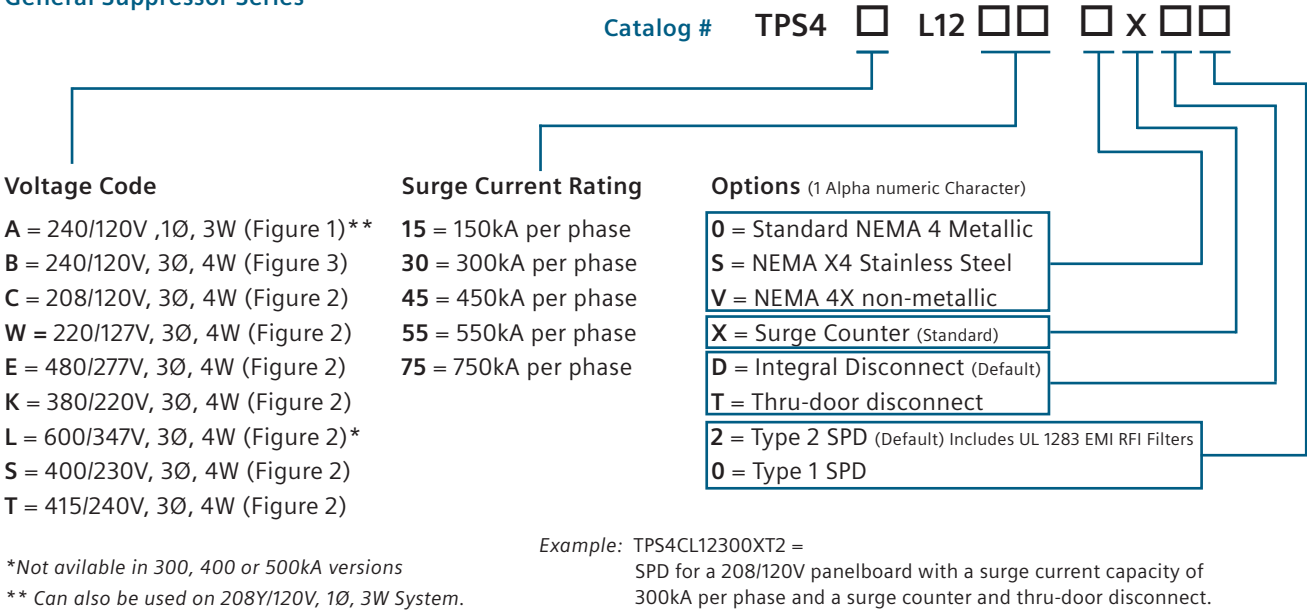 General Suppressor Series
Catalog # TPS4 □ L12 □□ □ X □□
Voltage Code
A = 240/120V ,1Ø, 3W (Figure 1)**
B = 240/120V, 3Ø, 4W (Figure 3)
C = 208/120V, 3Ø, 4W (Figure 2)
W = 220/127V, 3Ø, 4W (Figure 2)
E = 480/277V, 3Ø, 4W (Figure 2)
K = 380/220V, 3Ø, 4W (Figure 2)
L = 600/347V, 3Ø, 4W (Figure 2)*
S = 400/230V, 3Ø, 4W (Figure 2)
T = 415/240V, 3Ø, 4W (Figure 2)
Surge Current Rating
15 = 150kA per phase
30 = 300kA per phase
45 = 450kA per phase
55 = 550kA per phase
75 = 750kA per phase
Options (1 Alpha numeric Character)
0 = Standard NEMA 4 Metallic
S = NEMA X4 Stainless Steel
V = NEMA 4X non-metallic
X = Surge Counter (Standard)
D = Integral Disconnect (Default)
T = Thru-door disconnect
2 = Type 2 SPD (Default) Includes UL 1283 EMI RFI Filters
0 = Type 1 SPD
*Not avilable in 300, 400 or 500kA versions
** Can also be used on 208Y/120V, 1Ø, 3W System.
Example: TPS4CL12300XT2 =
SPD for a 208/120V panelboard with a surge current capacity of
300kA per phase and a surge counter and thru-door disconnect.